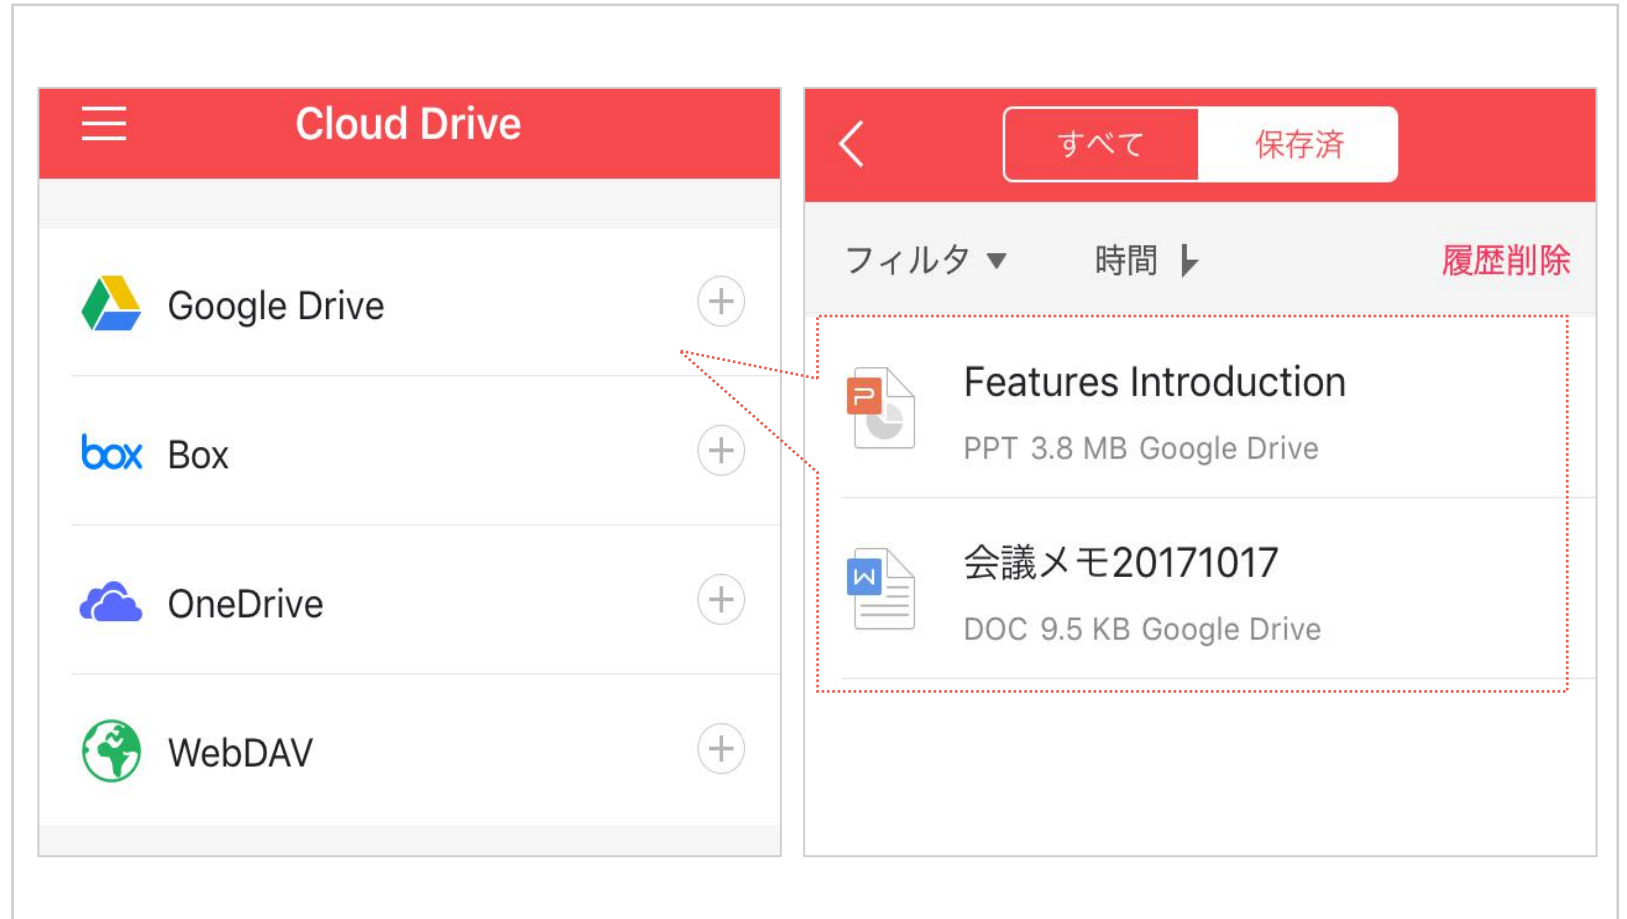 Cloud Drive
Google Drive
box Box
OneDrive
WebDAV
すべて 保存済
フィルタ ▼ 時間 履歴削除
P Features Introduction
PPT 3.8 MB Google Drive
W 会議メモ20171017
DOC 9.5 KB Google Drive